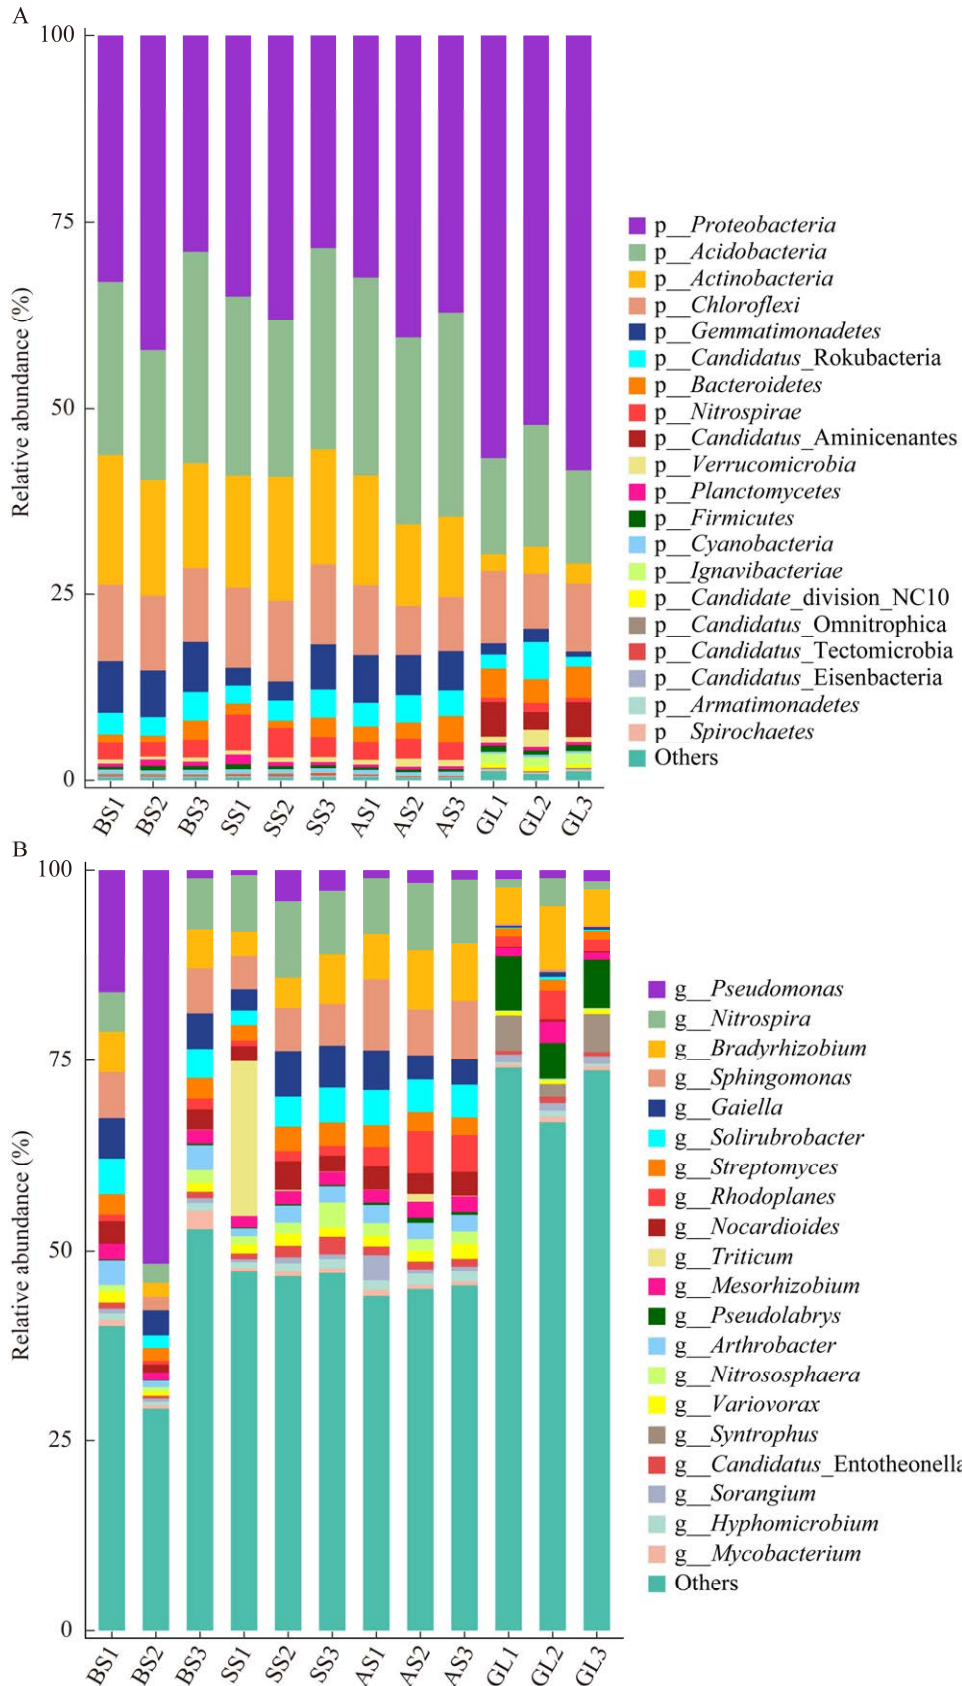 A
100
75
50
25
0
Relative abundance (%)
BS1
BS2
BS3
SS1
SS2
SS3
AS1
AS2
AS3
GL1
GL2
GL3
p__Proteobacteria
p__Acidobacteria
p__Actinobacteria
p__Chloroflexi
p__Gemmatimonadetes
p__Candidatus_Rokubacteria
p__Bacteroidetes
p__Nitrospirae
p__Candidatus_Aminicenantes
p__Verrucomicrobia
p__Planctomycetes
p__Firmicutes
p__Cyanobacteria
p__Ignavibacteriae
p__Candidate_division_NC10
p__Candidatus_Omnitrophica
p__Candidatus_Tectomicrobia
p__Candidatus_Eisenbacteria
p__Armatimonadetes
p__Spirochaetes
Others
B
100
75
50
25
0
Relative abundance (%)
BS1
BS2
BS3
SS1
SS2
SS3
AS1
AS2
AS3
GL1
GL2
GL3
g__Pseudomonas
g__Nitrospira
g__Bradyrhizobium
g__Sphingomonas
g__Gaiella
g__Solirubrobacter
g__Streptomyces
g__Rhodoplanes
g__Nocardioides
g__Triticum
g__Mesorhizobium
g__Pseudolabrys
g__Arthrobacter
g__Nitrososphaera
g__Variovorax
g__Syntrophus
g__Candidatus_Entotheonella
g__Sorangium
g__Hyphomicrobium
g__Mycobacterium
Others